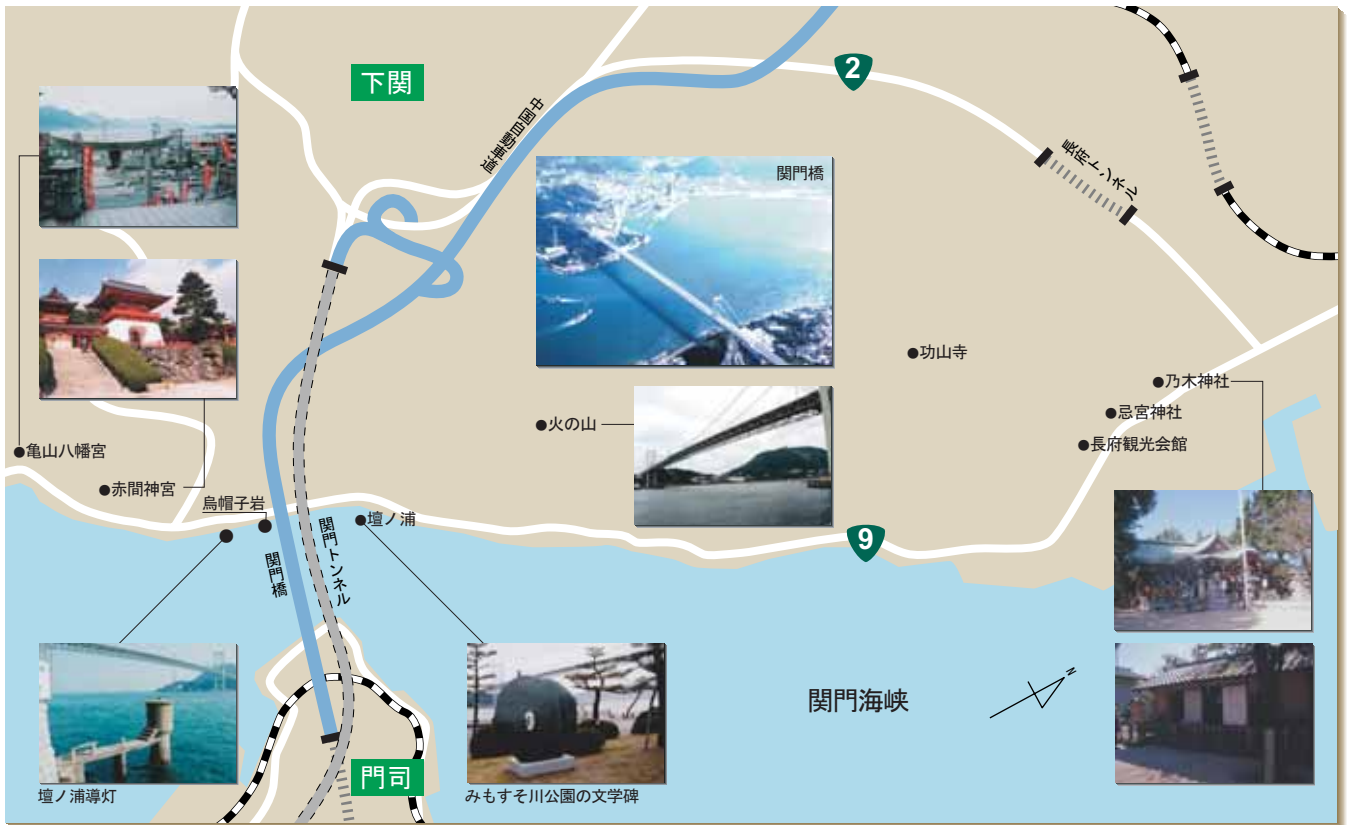 下関
2
中国自動車道
長府トンネル
関門橋
功山寺
乃木神社
忌宮神社
長府観光会館
火の山
亀山八幡宮
赤間神宮
烏帽子岩
壇ノ浦
関門橋
関門トンネル
9
関門海峡
N
門司
壇ノ浦導灯
みもすそ川公園の文学碑